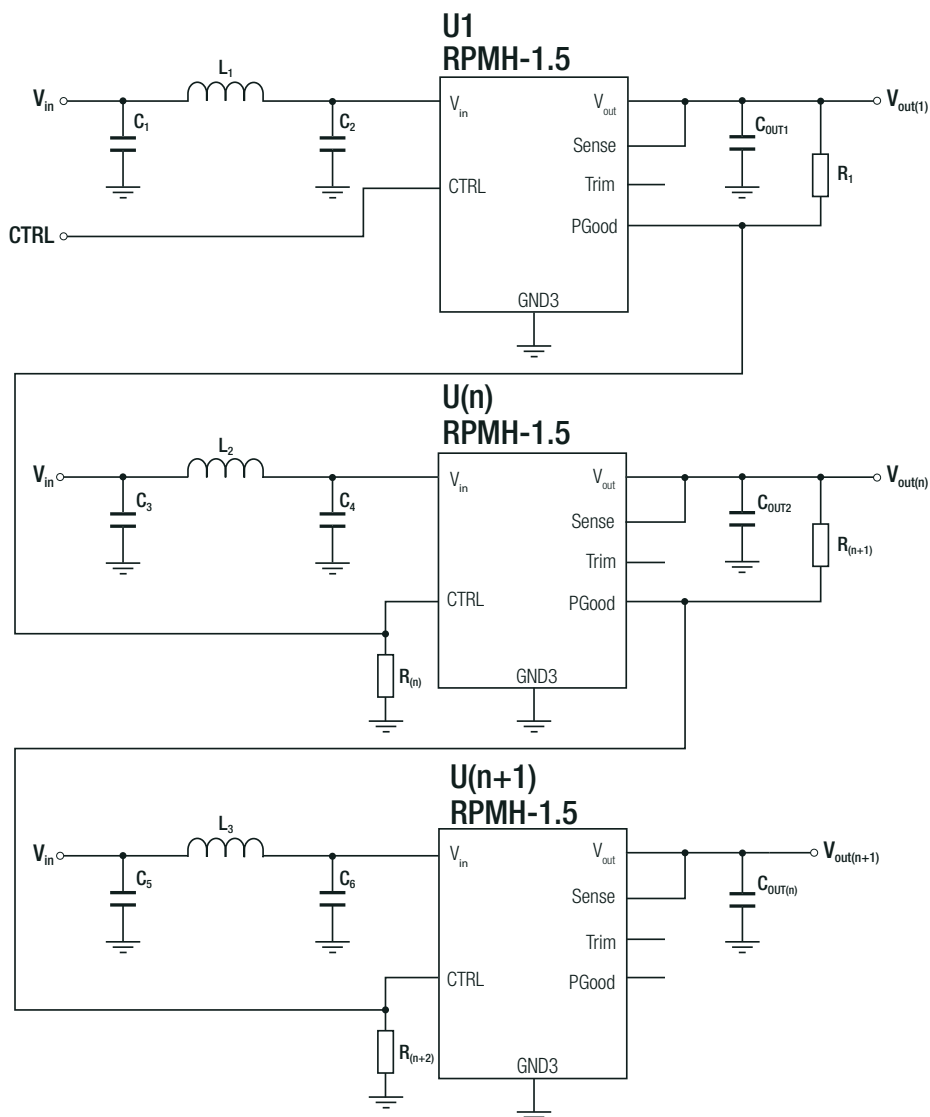 U1
RPMH-1.5
L1
Vin
C1
C2
Vin
Vout
Sense
Trim
CTRL
PGood
GND3
COUT1
R1
Vout(1)
CTRL
U(n)
RPMH-1.5
L2
Vin
C3
C4
Vin
Vout
Sense
Trim
CTRL
PGood
GND3
COUT2
R(n+1)
Vout(n)
R(n)
U(n+1)
RPMH-1.5
L3
Vin
C5
C6
Vin
Vout
Sense
Trim
CTRL
PGood
GND3
COUT(n)
Vout(n+1)
R(n+2)